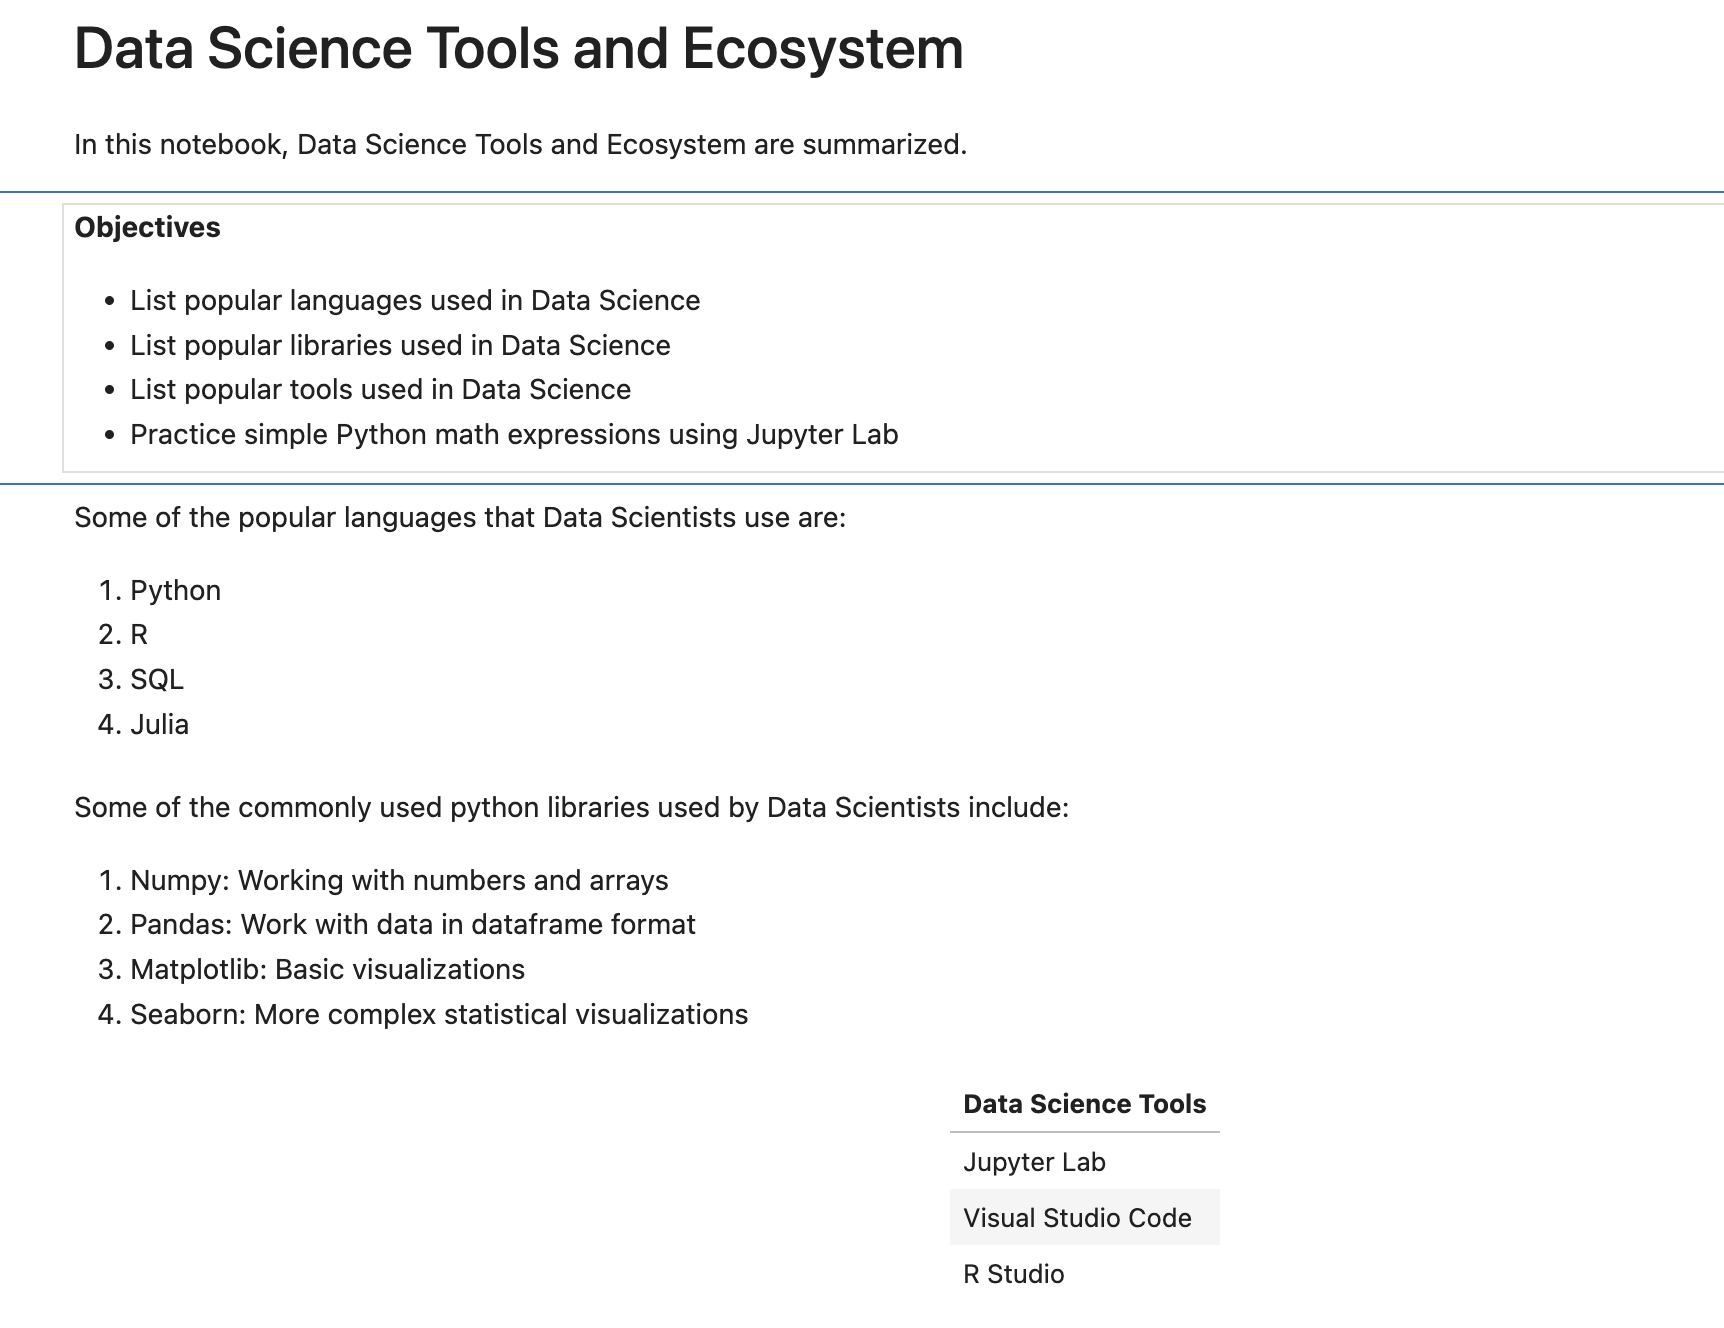 Data Science Tools and Ecosystem
In this notebook, Data Science Tools and Ecosystem are summarized.
Objectives
• List popular languages used in Data Science
• List popular libraries used in Data Science
• List popular tools used in Data Science
• Practice simple Python math expressions using Jupyter Lab
Some of the popular languages that Data Scientists use are:
1. Python
2. R
3. SQL
4. Julia
Some of the commonly used python libraries used by Data Scientists include:
1. Numpy: Working with numbers and arrays
2. Pandas: Work with data in dataframe format
3. Matplotlib: Basic visualizations
4. Seaborn: More complex statistical visualizations
Data Science Tools
Jupyter Lab
Visual Studio Code
R Studio